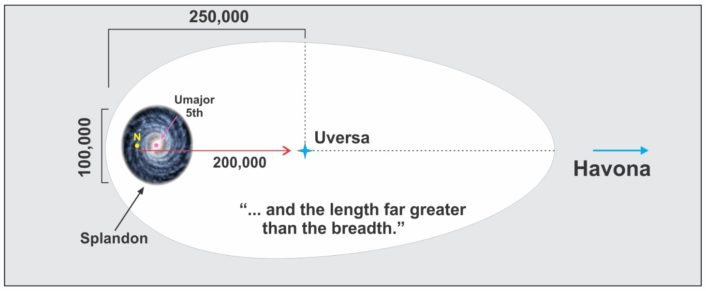 250,000
Umajor
5th
N
100,000
Uversa
200,000
Havona
Splandon
“... and the length far greater
than the breadth.”